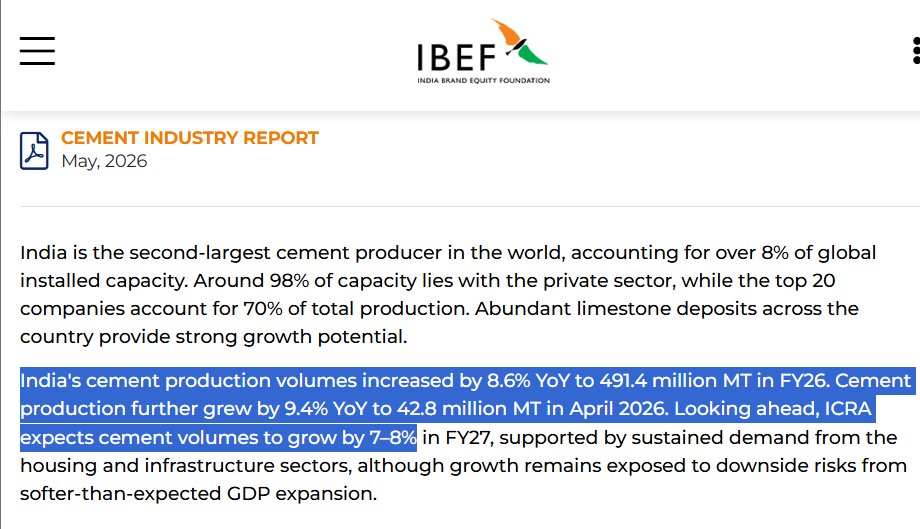 IBEF
INDIA BRAND EQUITY FOUNDATION
CEMENT INDUSTRY REPORT
May, 2026
India is the second-largest cement producer in the world, accounting for over 8% of global
installed capacity. Around 98% of capacity lies with the private sector, while the top 20
companies account for 70% of total production. Abundant limestone deposits across the
country provide strong growth potential.
India's cement production volumes increased by 8.6% YoY to 491.4 million MT in FY26. Cement
production further grew by 9.4% YoY to 42.8 million MT in April 2026. Looking ahead, ICRA
expects cement volumes to grow by 7–8% in FY27, supported by sustained demand from the
housing and infrastructure sectors, although growth remains exposed to downside risks from
softer-than-expected GDP expansion.